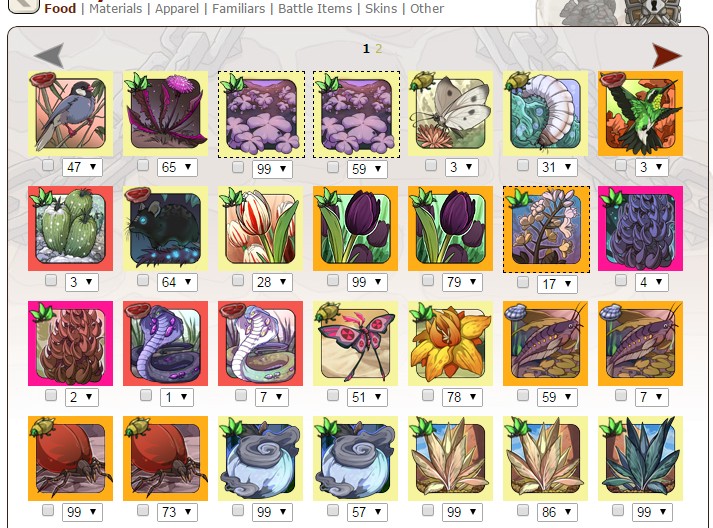 Food | Materials | Apparel | Familiars | Battle Items | Skins | Other
1 2
47 65 99 59 3 31 3
3 64 28 99 79 17 4
2 1 7 51 78 59 7
99 73 99 57 99 86 99